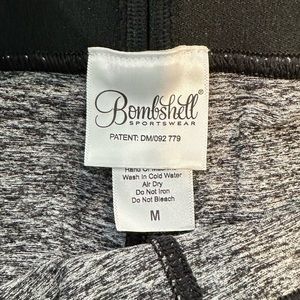 Bombshell®
SPORTSWEAR
PATENT: DM/092 779
Wash in Cold Water
Air Dry
Do Not Iron
Do Not Bleach
M